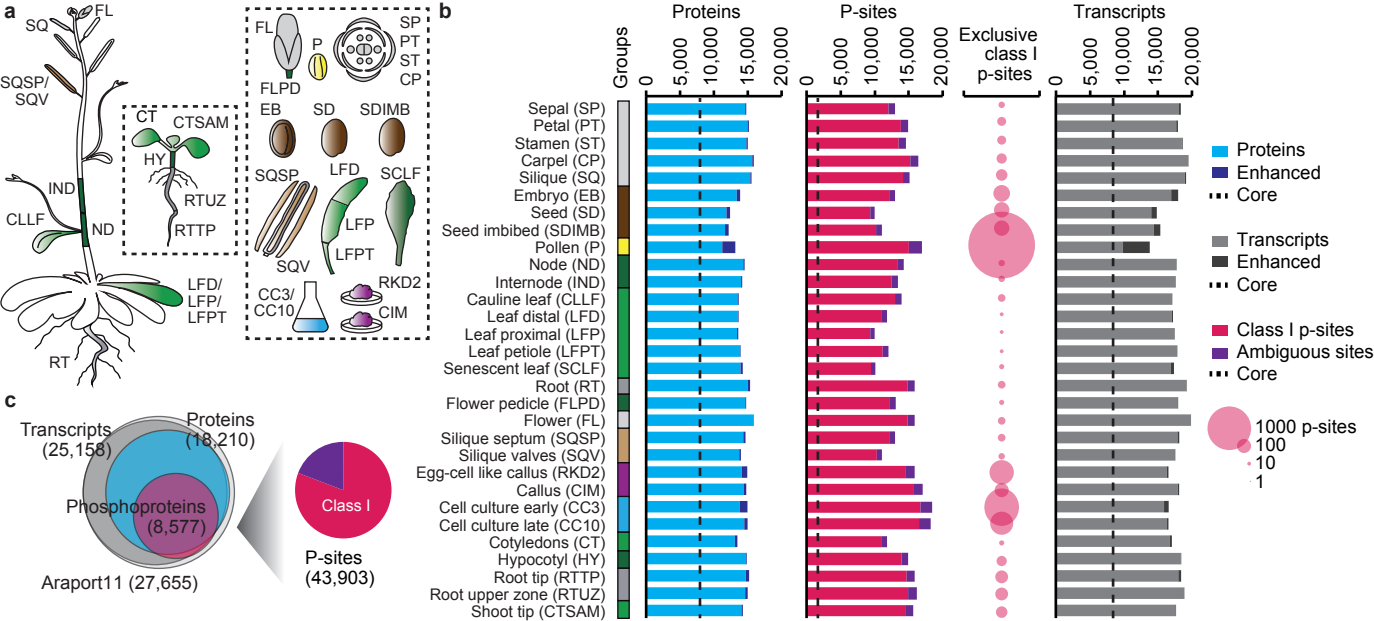 a
FL
SQ
SQSP/
SQV
IND
CLLF
ND
LFD/
LFP/
LFPT
RT
CT
CTSAM
HY
RTUZ
RTTP
FL
P
SP
PT
ST
CP
FLPD
EB
SD
SDIMB
SQSP
LFD
SCLF
LFP
SQV
LFPT
CC3/
CC10
RKD2
CIM
b
Groups
Proteins
0
5,000
10,000
15,000
20,000
P-sites
0
5,000
10,000
15,000
20,000
Exclusive
class I
p-sites
Transcripts
0
5,000
10,000
15,000
20,000
Sepal (SP)
Petal (PT)
Stamen (ST)
Carpel (CP)
Silique (SQ)
Embryo (EB)
Seed (SD)
Seed imbibed (SDIMB)
Pollen (P)
Node (ND)
Internode (IND)
Cauline leaf (CLLF)
Leaf distal (LFD)
Leaf proximal (LFP)
Leaf petiole (LFPT)
Senescent leaf (SCLF)
Root (RT)
Flower pedicle (FLPD)
Flower (FL)
Silique septum (SQSP)
Silique valves (SQV)
Egg-cell like callus (RKD2)
Callus (CIM)
Cell culture early (CC3)
Cell culture late (CC10)
Cotyledons (CT)
Hypocotyl (HY)
Root tip (RTTP)
Root upper zone (RTUZ)
Shoot tip (CTSAM)
Proteins
Enhanced
Core
Transcripts
Enhanced
Core
Class I p-sites
Ambiguous sites
Core
1000 p-sites
100
10
1
c
Transcripts
(25,158)
Proteins
(18,210)
Phosphoproteins
(8,577)
Araport11 (27,655)
Class I
P-sites
(43,903)